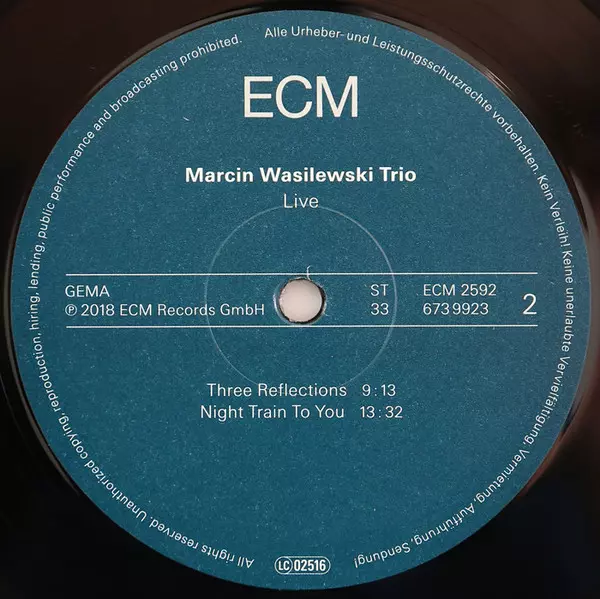 ECM
Marcin Wasilewski Trio
Live
GEMA
℗ 2018 ECM Records GmbH
ST
33
ECM 2592
673 9923
2
Three Reflections 9:13
Night Train To You 13:32
Alle Urheber- und Leistungsschutzrechte vorbehalten. Kein Verleih! Keine unerlaubte Vervielfältigung, Vermietung, Aufführung, Sendung!
LC 02516
All rights reserved. Unauthorized copying, reproduction, hiring, lending, public performance and broadcasting prohibited.